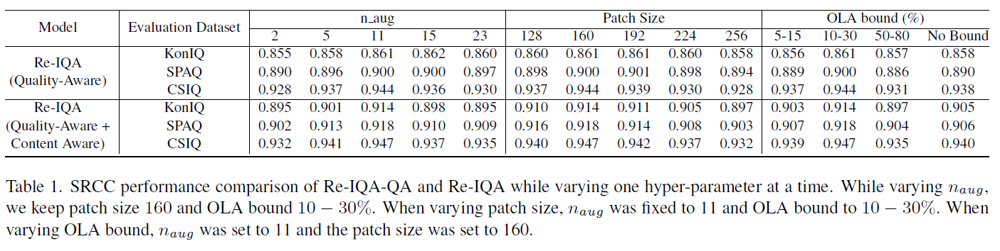 Model Evaluation Dataset n_aug Patch Size OLA bound (%)
2 5 11 15 23 128 160 192 224 256 5-15 10-30 50-80 No Bound
Re-IQA (Quality-Aware) KonIQ 0.855 0.858 0.861 0.862 0.860 0.860 0.861 0.861 0.860 0.858 0.856 0.861 0.857 0.858
SPAQ 0.890 0.896 0.900 0.900 0.897 0.898 0.900 0.901 0.898 0.894 0.889 0.900 0.886 0.890
CSIQ 0.928 0.937 0.944 0.936 0.930 0.937 0.944 0.939 0.930 0.928 0.937 0.944 0.931 0.938
Re-IQA KonIQ 0.895 0.901 0.914 0.898 0.895 0.910 0.914 0.911 0.905 0.897 0.903 0.914 0.897 0.905
(Quality-Aware + SPAQ 0.902 0.913 0.918 0.910 0.909 0.916 0.918 0.914 0.908 0.903 0.907 0.918 0.904 0.906
Content Aware) CSIQ 0.932 0.941 0.947 0.937 0.935 0.940 0.947 0.942 0.937 0.932 0.939 0.947 0.935 0.940
Table 1. SRCC performance comparison of Re-IQA-QA and Re-IQA while varying one hyper-parameter at a time. While varying n_aug,
we keep patch size 160 and OLA bound 10 − 30%. When varying patch size, n_aug was fixed to 11 and OLA bound to 10 − 30%. When
varying OLA bound, n_aug was set to 11 and the patch size was set to 160.